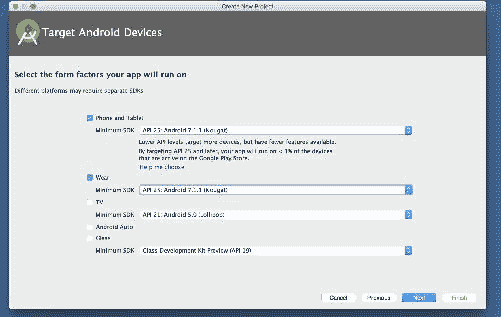 Create New Project
Target Android Devices
Select the form factors your app will run on
Different platforms may require separate SDKs
Phone and Tablet
Minimum SDK API 25: Android 7.1.1 (Nougat)
Lower API levels target more devices, but have fewer features available.
By targeting API 25 and later, your app will run on < 1% of the devices
that are active on the Google Play Store.
Help me choose
Wear
Minimum SDK API 25: Android 7.1.1 (Nougat)
TV
Minimum SDK API 21: Android 5.0 (Lollipop)
Android Auto
Glass
Minimum SDK Glass Development Kit Preview (API 19)
Cancel Previous Next Finish